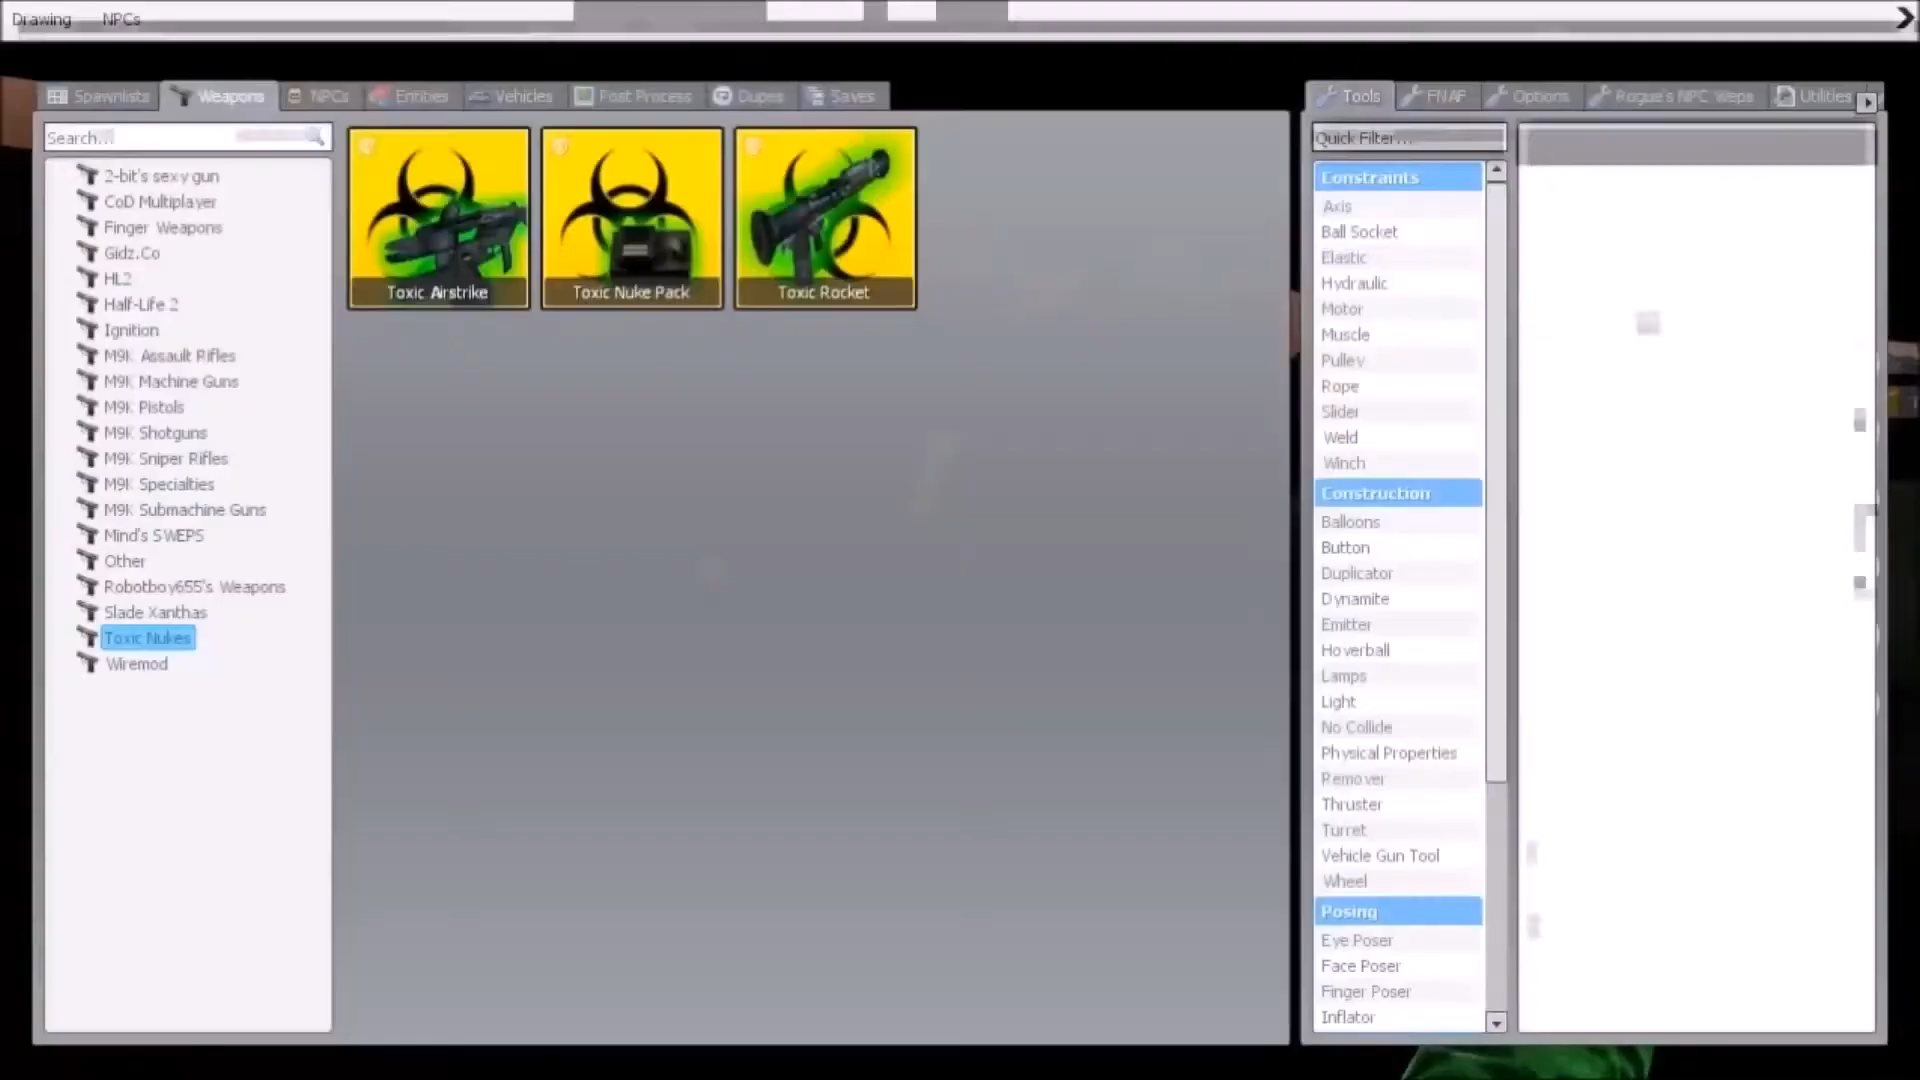 Drawing NPCs
Spawnlists Weapons NPCs Entities Vehicles Post Process Dupes Saves
Search...
2-bit's sexy gun
CoD Multiplayer
Finger Weapons
Gidz.Co
HL2
Half-Life 2
Ignition
M9K Assault Rifles
M9K Machine Guns
M9K Pistols
M9K Shotguns
M9K Sniper Rifles
M9K Specialties
M9K Submachine Guns
Mind's SWEPS
Other
Robotboy655's Weapons
Slade Xanthas
Toxic Nukes
Wiremod
Toxic Airstrike
Toxic Nuke Pack
Toxic Rocket
Tools FNAF Options Rogue's NPC Weps Utilities
Quick Filter...
Constraints
Axis
Ball Socket
Elastic
Hydraulic
Motor
Muscle
Pulley
Rope
Slider
Weld
Winch
Construction
Balloons
Button
Duplicator
Dynamite
Emitter
Hoverball
Lamps
Light
No Collide
Physical Properties
Remover
Thruster
Turret
Vehicle Gun Tool
Wheel
Posing
Eye Poser
Face Poser
Finger Poser
Inflator